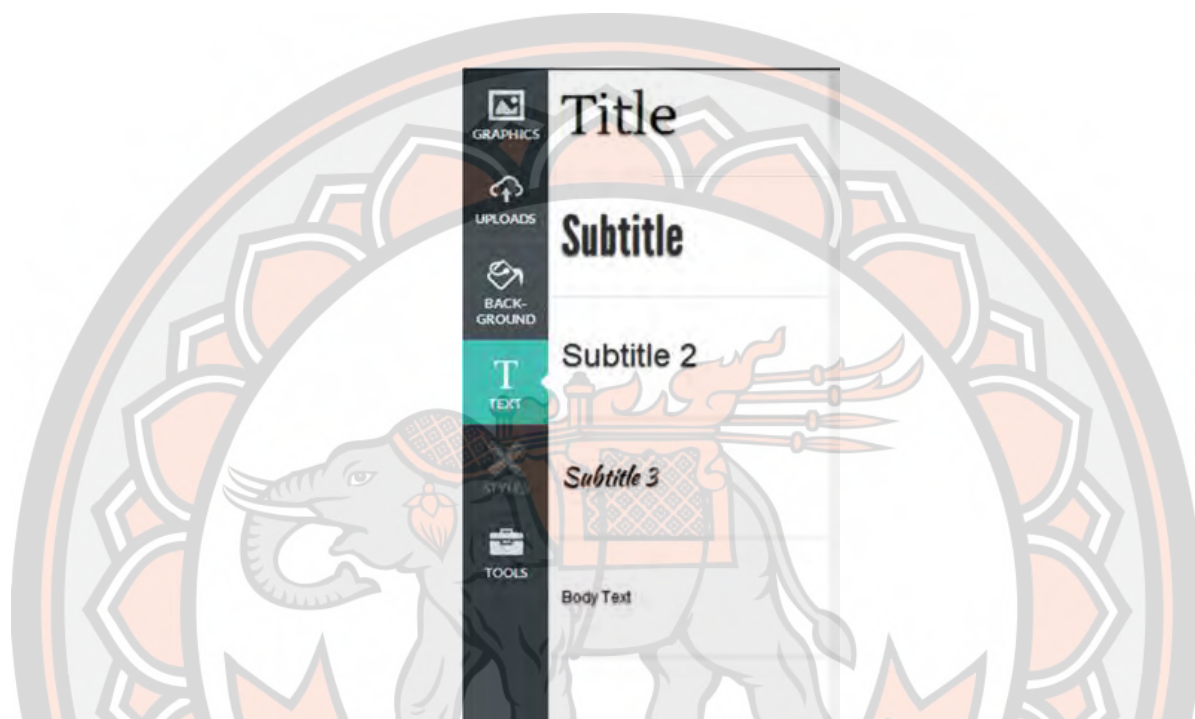 GRAPHICS
UPLOADS
BACK-
GROUND
T
TEXT
STYLES
TOOLS
Title
Subtitle
Subtitle 2
Subtitle 3
Body Text